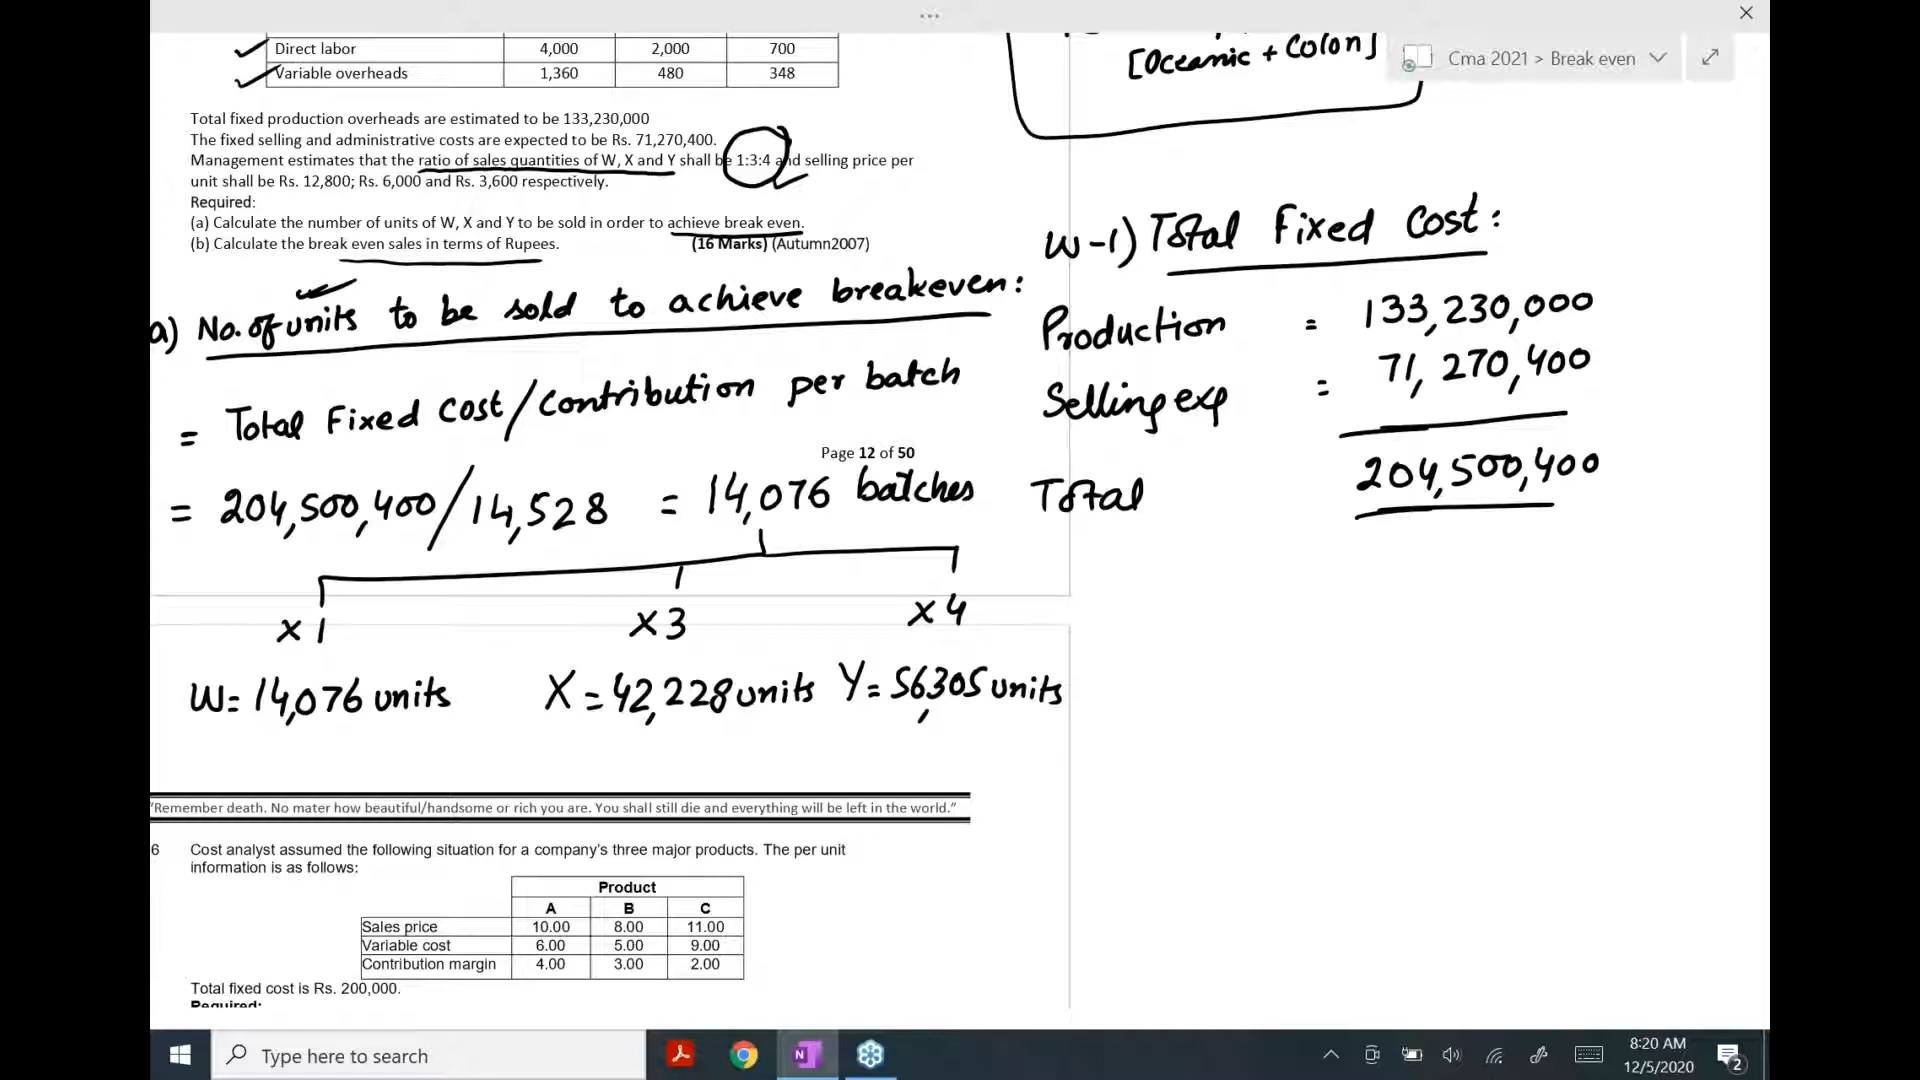 [Oceanic + Colon]
Cma 2021 > Break even
Direct labor 4,000 2,000 700
Variable overheads 1,360 480 348
Total fixed production overheads are estimated to be 133,230,000
The fixed selling and administrative costs are expected to be Rs. 71,270,400.
Management estimates that the ratio of sales quantities of W, X and Y shall be 1:3:4 and selling price per
unit shall be Rs. 12,800; Rs. 6,000 and Rs. 3,600 respectively.
Required:
(a) Calculate the number of units of W, X and Y to be sold in order to achieve break even.
(b) Calculate the break even sales in terms of Rupees. (16 Marks) (Autumn2007)
a) No. of units to be sold to achieve breakeven:
= Total Fixed Cost/Contribution per batch
Page 12 of 50
= 204,500,400/14,528 = 14,076 batches
x 1 x 3 x 4
W= 14,076 units X = 42,228 units Y= 56,305 units
W-1) Total Fixed Cost:
Production = 133,230,000
Selling exp = 71,270,400
Total 204,500,400
"Remember death. No mater how beautiful/handsome or rich you are. You shall still die and everything will be left in the world."
6 Cost analyst assumed the following situation for a company's three major products. The per unit
information is as follows:
Product
A B C
Sales price 10.00 8.00 11.00
Variable cost 6.00 5.00 9.00
Contribution margin 4.00 3.00 2.00
Total fixed cost is Rs. 200,000.
Required:
Type here to search
8:20 AM
12/5/2020
2